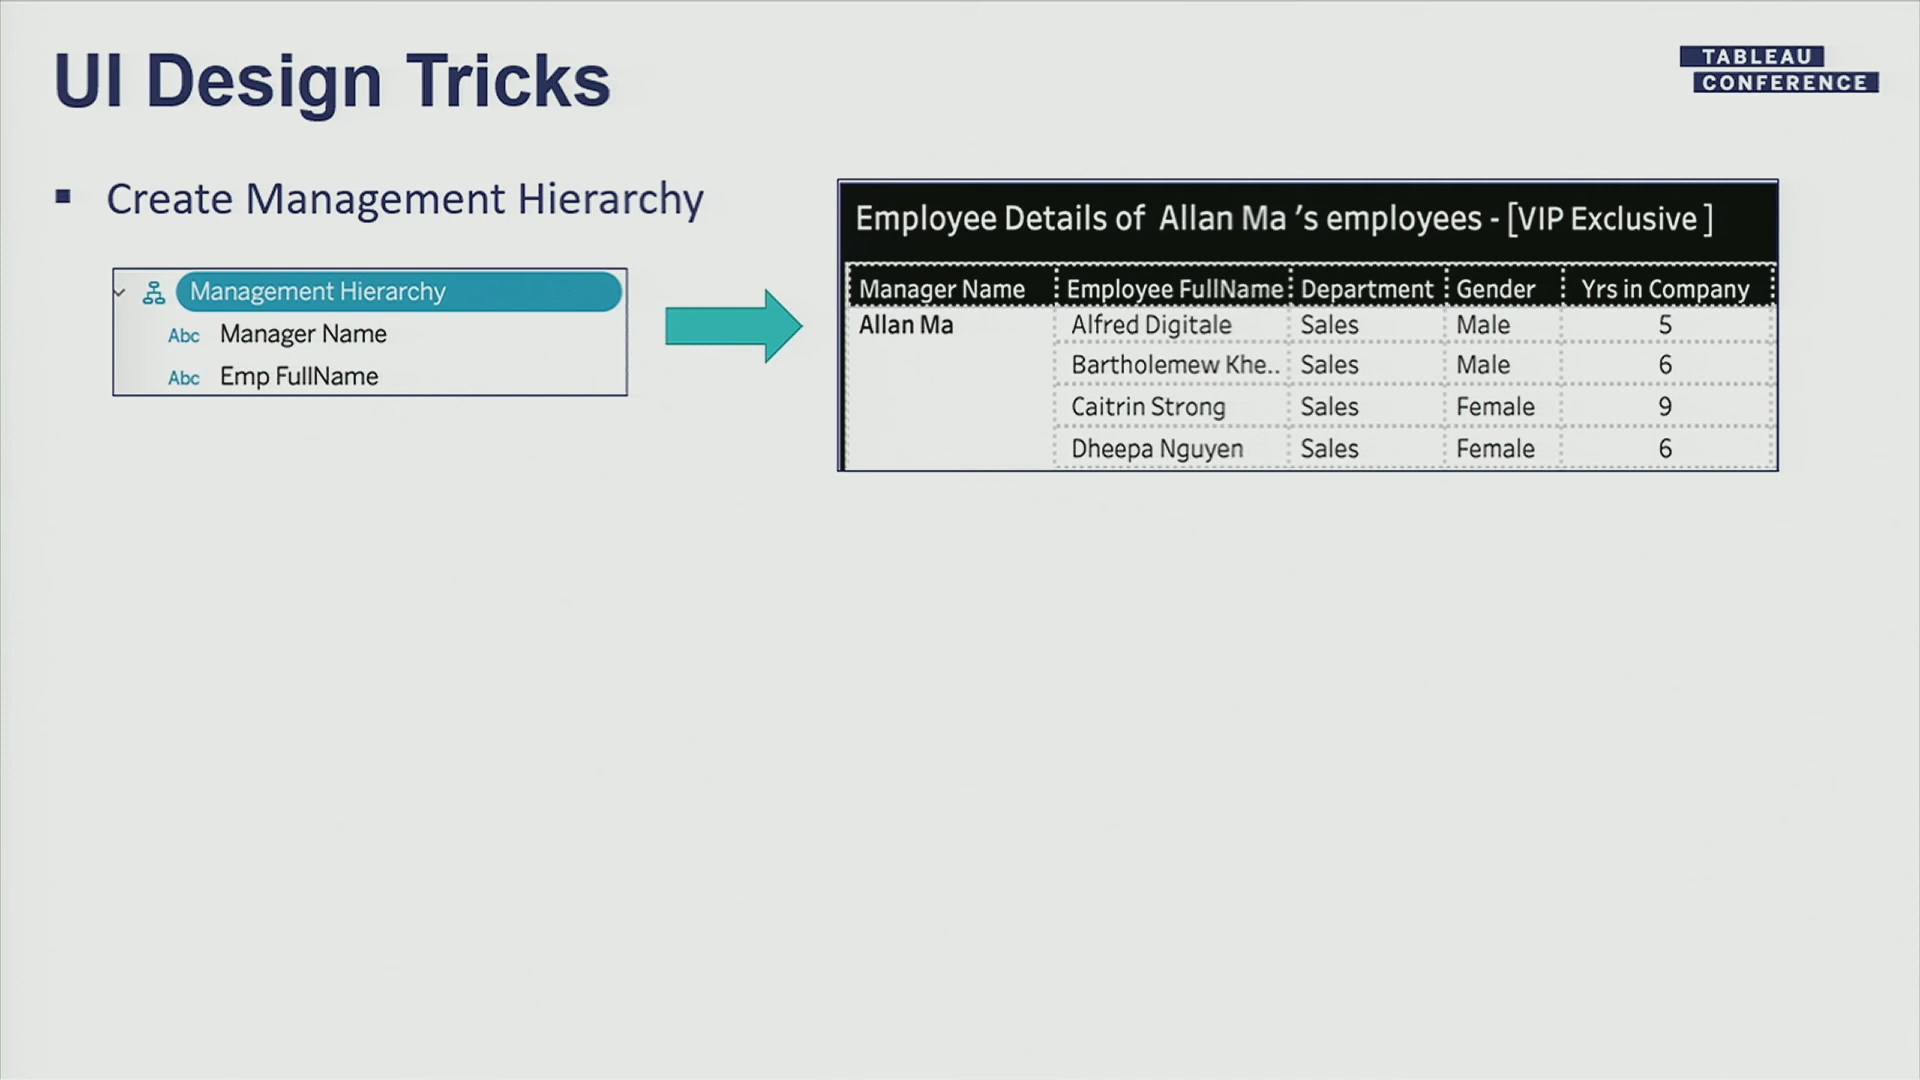 UI Design Tricks
TABLEAU
CONFERENCE
▪ Create Management Hierarchy
Management Hierarchy
Abc Manager Name
Abc Emp FullName
Employee Details of Allan Ma 's employees - [VIP Exclusive ]
Manager Name Employee FullName Department Gender Yrs in Company
Allan Ma Alfred Digitale Sales Male 5
Bartholemew Khe.. Sales Male 6
Caitrin Strong Sales Female 9
Dheepa Nguyen Sales Female 6